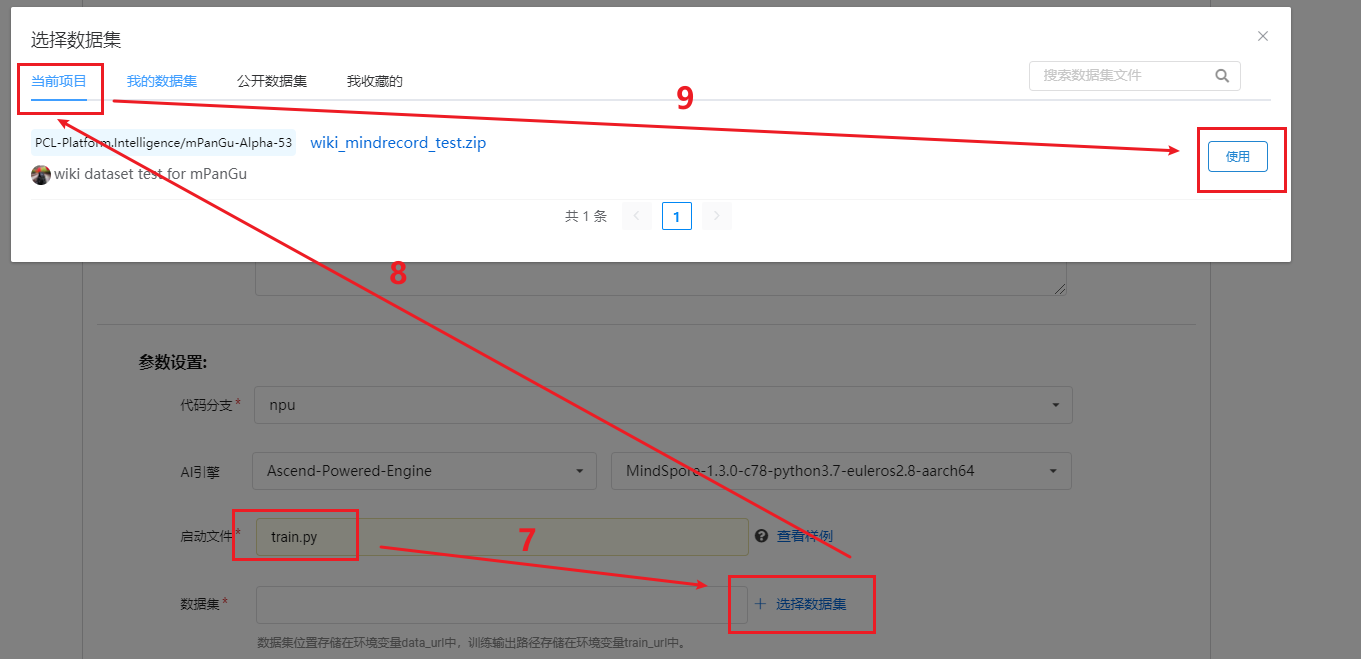 选择数据集
当前项目 我的数据集 公开数据集 我收藏的 搜索数据集文件
9
PCL-Platform.Intelligence/mPanGu-Alpha-53 wiki_mindrecord_test.zip
使用
wiki dataset test for mPanGu
共 1 条 1
8
参数设置:
代码分支* npu
AI引擎 Ascend-Powered-Engine MindSpore-1.3.0-c78-python3.7-euleros2.8-aarch64
启动文件* train.py 查看样例
7
数据集* + 选择数据集
数据集位置存储在环境变量data_url中，训练输出路径存储在环境变量train_url中。